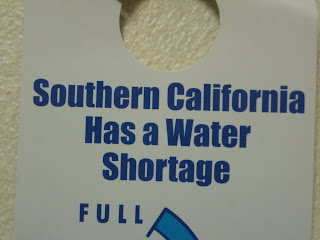 Southern California
Has a Water
Shortage
FULL